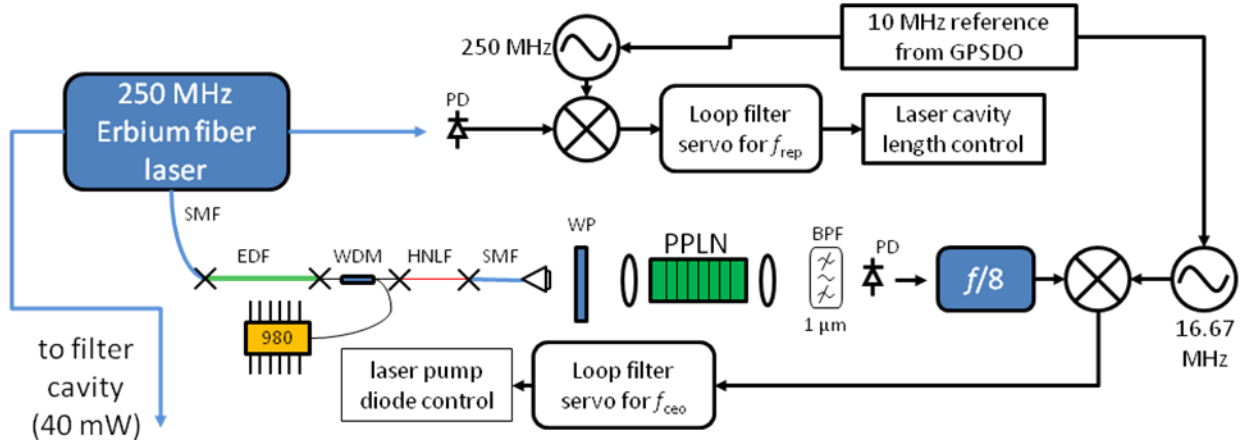 250 MHz
10 MHz reference
from GPSDO
250 MHz
Erbium fiber
laser
PD
Loop filter
servo for f_rep
Laser cavity
length control
SMF
EDF
WDM
HNLF
SMF
WP
PPLN
BPF
1 μm
PD
f/8
16.67
MHz
980
to filter
cavity
(40 mW)
laser pump
diode control
Loop filter
servo for f_ceo